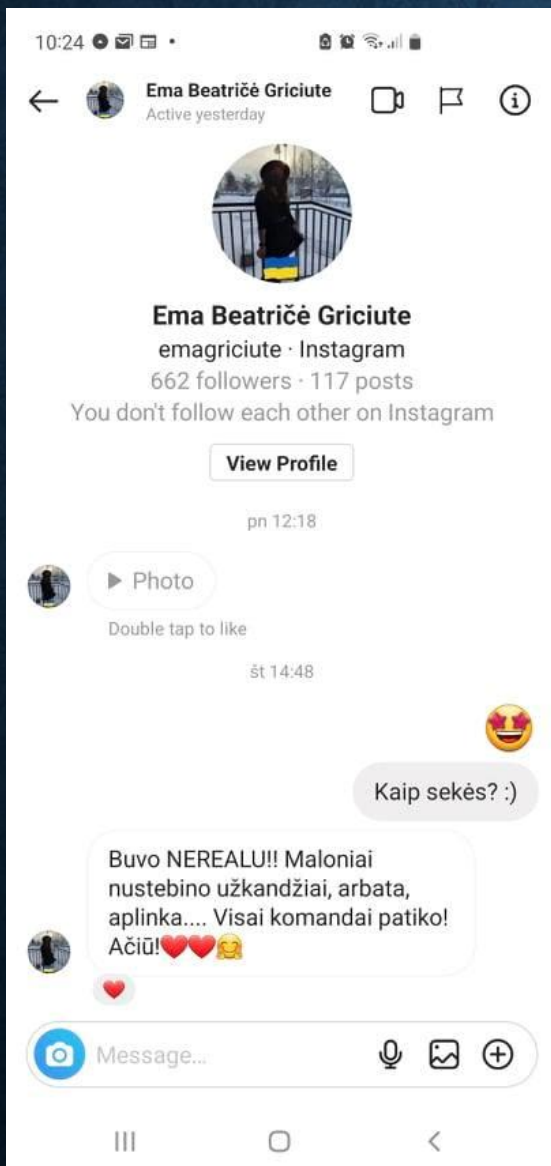 10:24
Ema Beatričė Griciute
Active yesterday
Ema Beatričė Griciute
emagriciute · Instagram
662 followers · 117 posts
You don't follow each other on Instagram
View Profile
pn 12:18
Photo
Double tap to like
št 14:48
Kaip sekės? :)
Buvo NEREALU!! Maloniai
nustebino užkandžiai, arbata,
aplinka.... Visai komandai patiko!
Ačiū!❤️❤️🤗
Message...